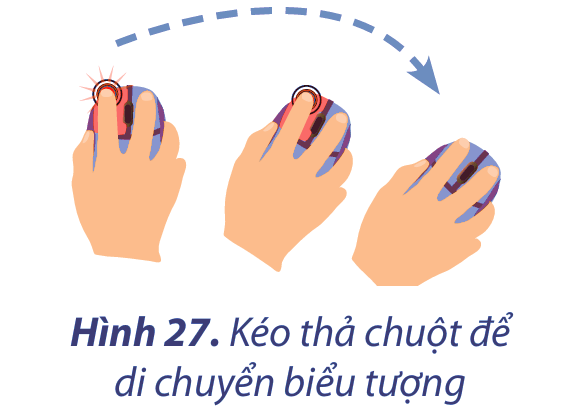 Hình 27. Kéo thả chuột để
di chuyển biểu tượng